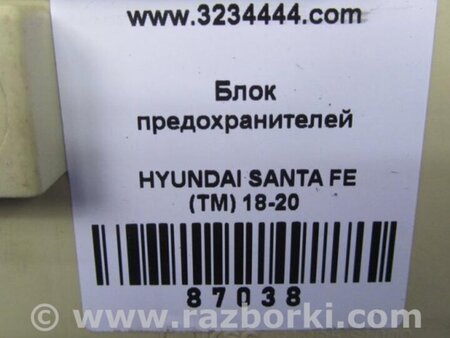 www.3234444.com
Блок
предохранителей
HYUNDAI SANTA FE
(TM) 18-20
87038
© www.razborki.com